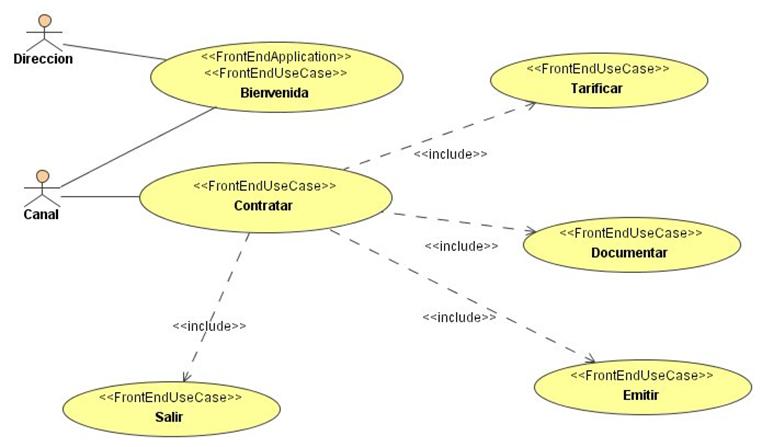 Direccion
<<FrontEndApplication>>
<<FrontEndUseCase>>
Bienvenida
<<FrontEndUseCase>>
Tarificar
<<include>>
Canal
<<FrontEndUseCase>>
Contratar
<<include>>
<<FrontEndUseCase>>
Documentar
<<include>>
<<include>>
<<FrontEndUseCase>>
Salir
<<FrontEndUseCase>>
Emitir